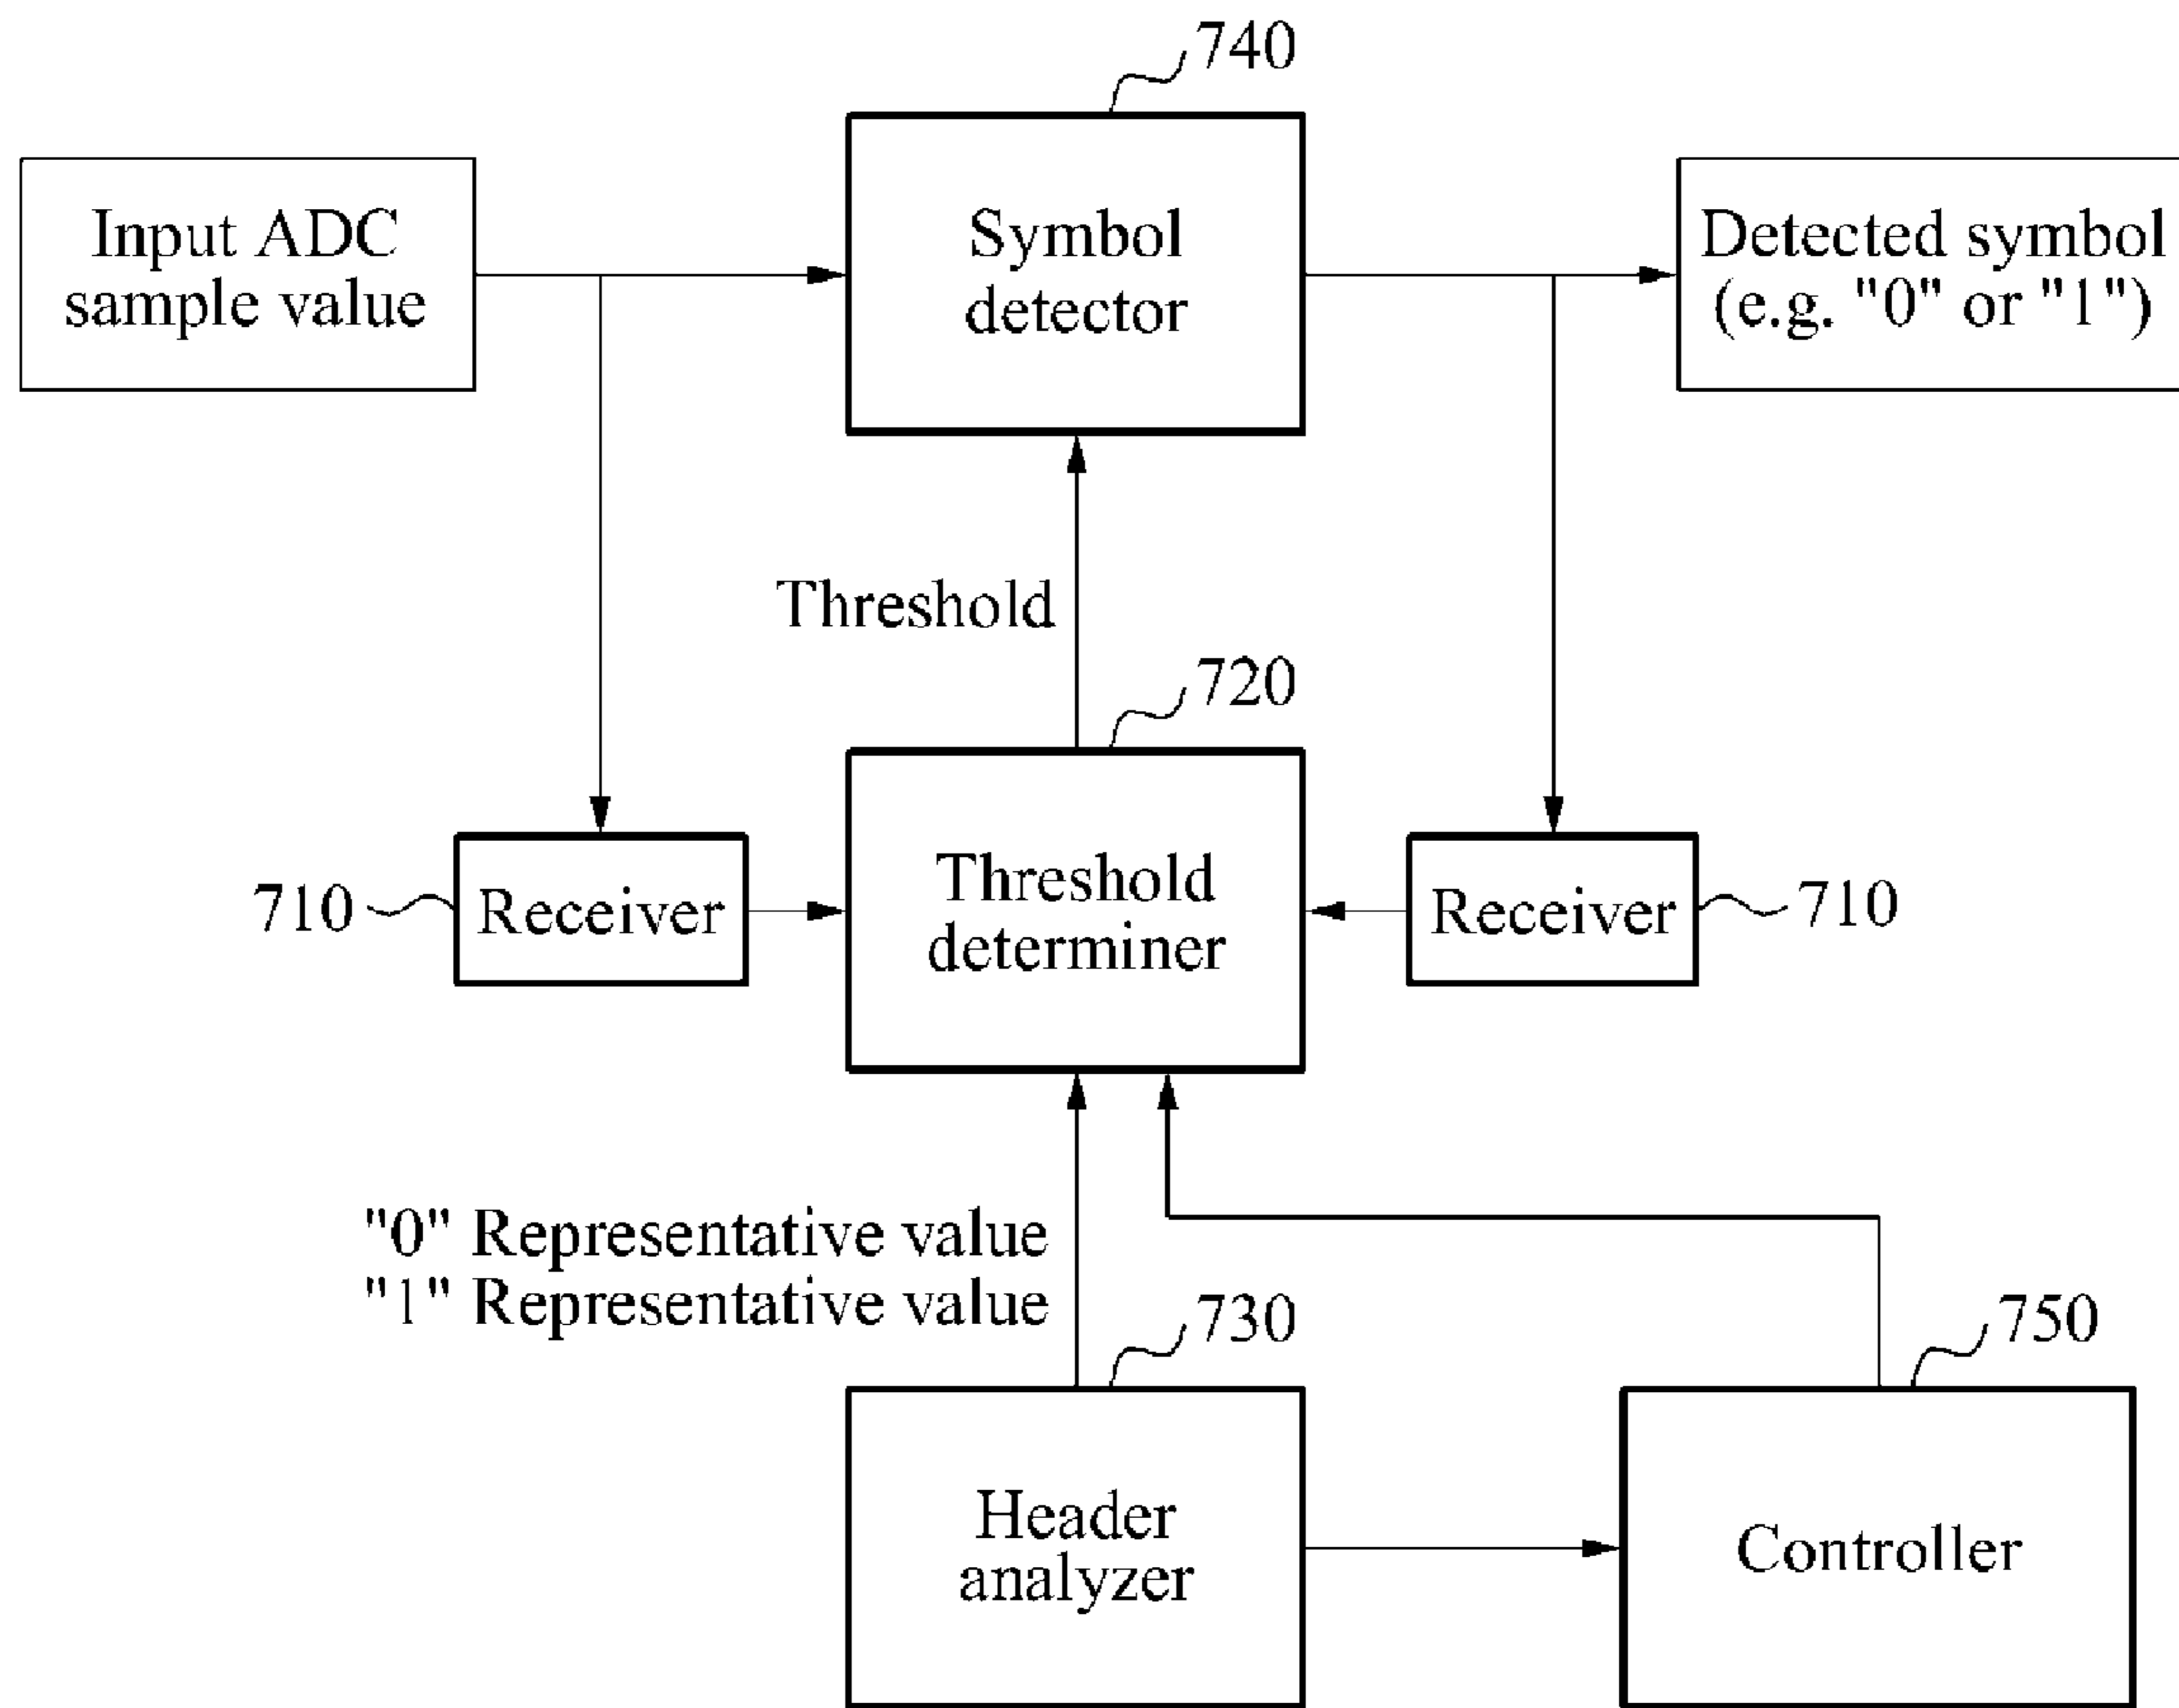 740
Input ADC
sample value
Symbol
detector
Detected symbol
(e.g. "0" or "1")
Threshold
720
710
Receiver
Threshold
determiner
Receiver
710
"0" Representative value
"1" Representative value
730
750
Header
analyzer
Controller